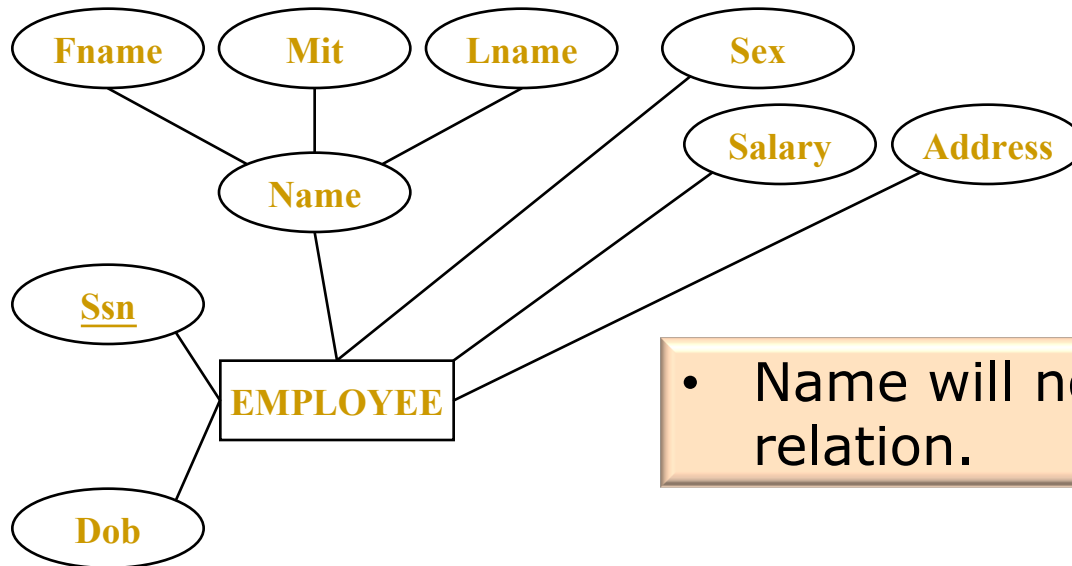 Fname Mit Lname Sex
Salary Address
Name
Ssn
EMPLOYEE
• Name will
relation.
Dob